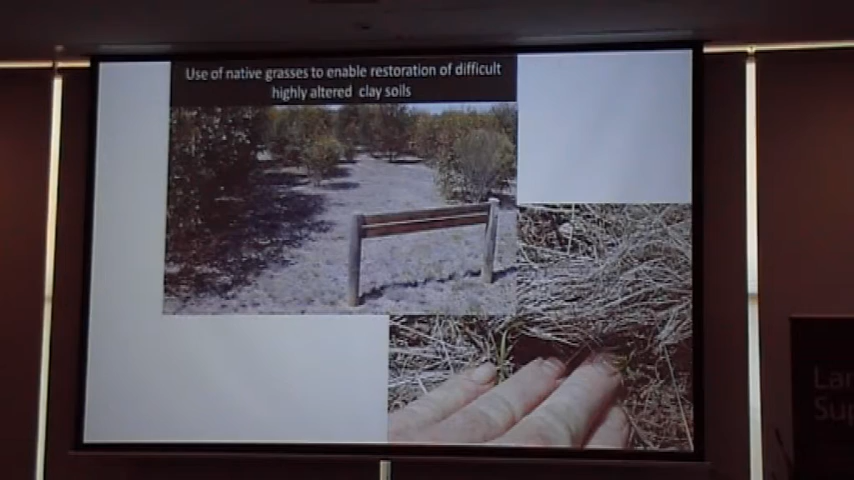 Use of native grasses to enable restoration of difficult
highly altered clay soils